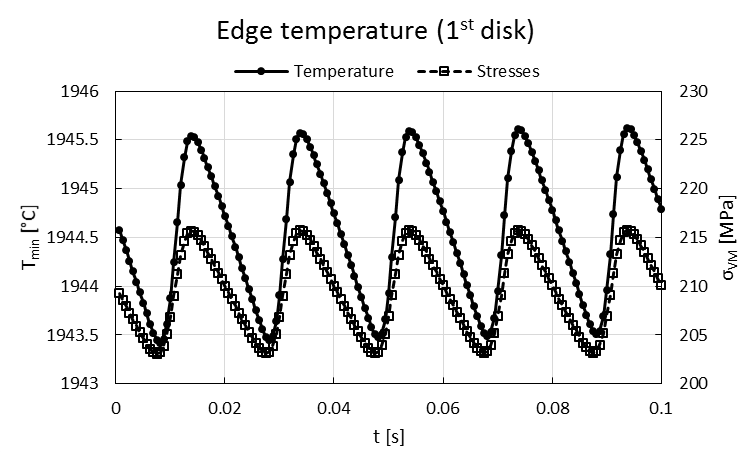 Edge temperature (1st disk)
Temperature Stresses
1946 230
1945.5 225
1945 220
1944.5 215
1944 210
1943.5 205
1943 200
Tmin [°C]
σVM [MPa]
0 0.02 0.04 0.06 0.08 0.1
t [s]